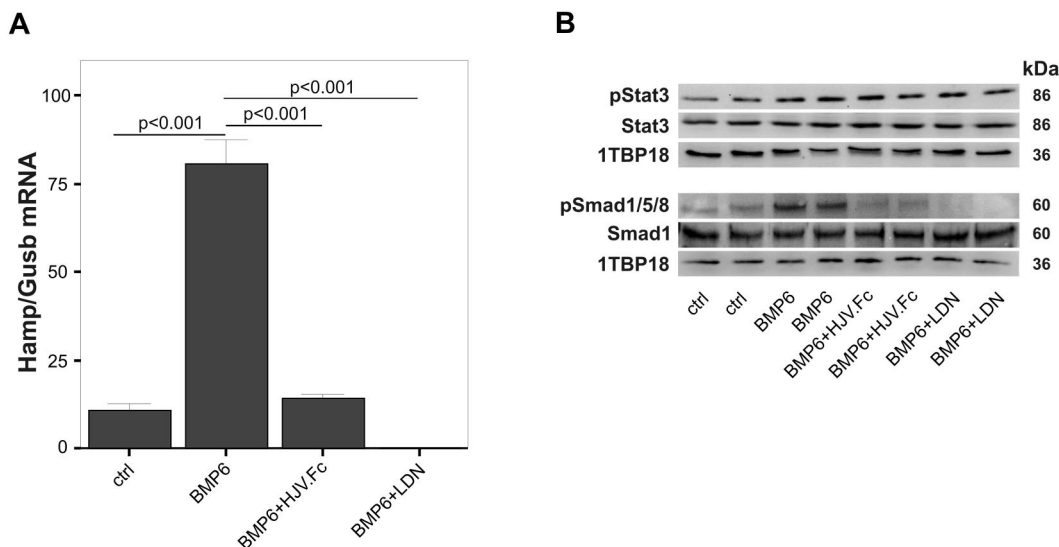 A
Hamp/Gusb mRNA
100
75
50
25
0
p<0.001
p<0.001
p<0.001
ctrl
BMP6
BMP6+HJV.Fc
BMP6+LDN
B
kDa
pStat3 86
Stat3 86
1TBP18 36
pSmad1/5/8 60
Smad1 60
1TBP18 36
ctrl ctrl BMP6 BMP6 BMP6+HJV.Fc BMP6+HJV.Fc BMP6+LDN BMP6+LDN